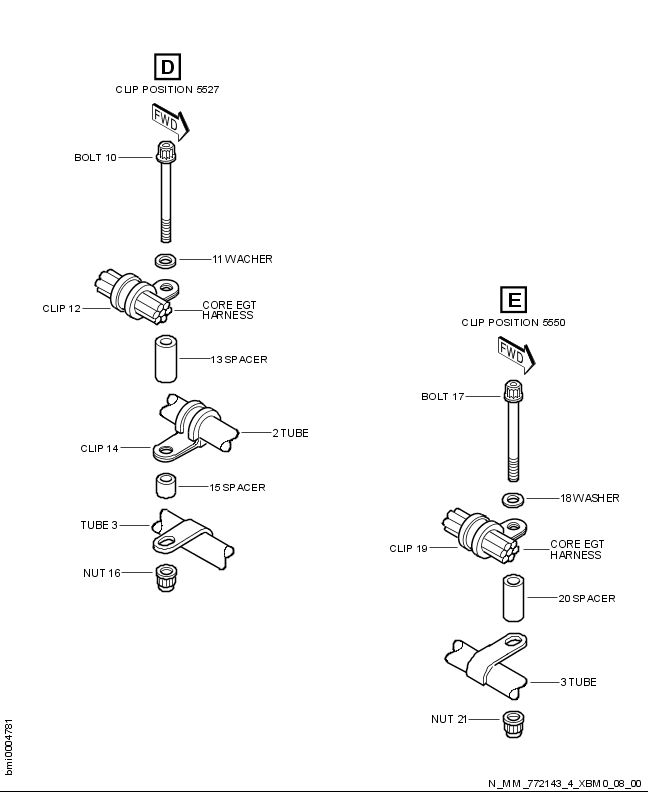 D
CLIP POSITION 5527
FWD
BOLT 10
11 WACHER
CLIP 12
CORE EGT
HARNESS
13 SPACER
2 TUBE
CLIP 14
15 SPACER
TUBE 3
NUT 16
E
CLIP POSITION 5550
FWD
BOLT 17
18 WASHER
CLIP 19
CORE EGT
HARNESS
20 SPACER
3 TUBE
NUT 21
bmi0004781
N_MM_772143_4_XBM0_08_00